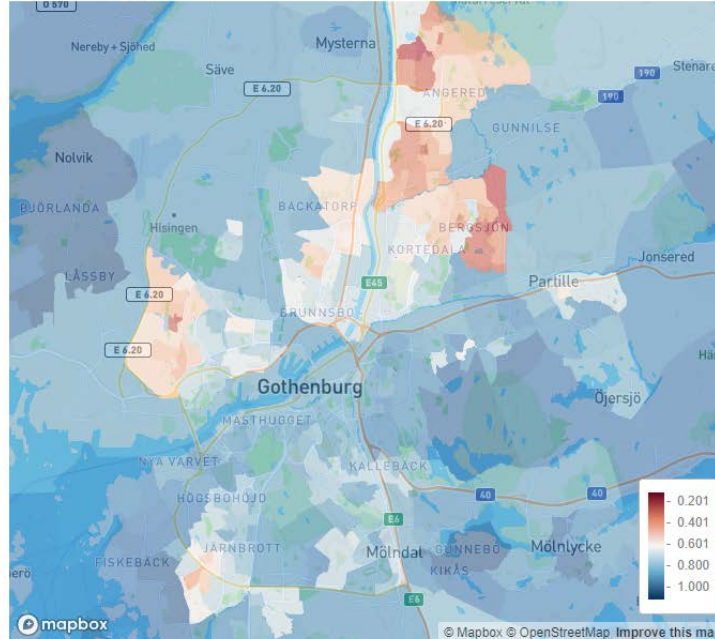 O 570
Nereby + Sjöhed
Mysterna
Säve
190
Stenare
E 6.20
ANGERED
190
E 6.20
GUNNILSE
Nolvik
BJÖRLANDA
BACKATORP
BERGSJÖN
Hisingen
KORTEDALA
Jonsered
LÅSSBY
E45
Partille
E 6.20
BRUNNSBO
E 6.20
Gothenburg
Öjersjö
MASTHUGGET
NYA VARVET
KALLEBÄCK
HÖGSBOHÖJD
40
40
E6
JÄRNBROTT
Mölndal
GUNNEBO
Mölnlycke
FISKEBÄCK
KIKÅS
E6
0.201
0.401
0.601
0.801
1.000
mapbox
© Mapbox © OpenStreetMap Improve this ma